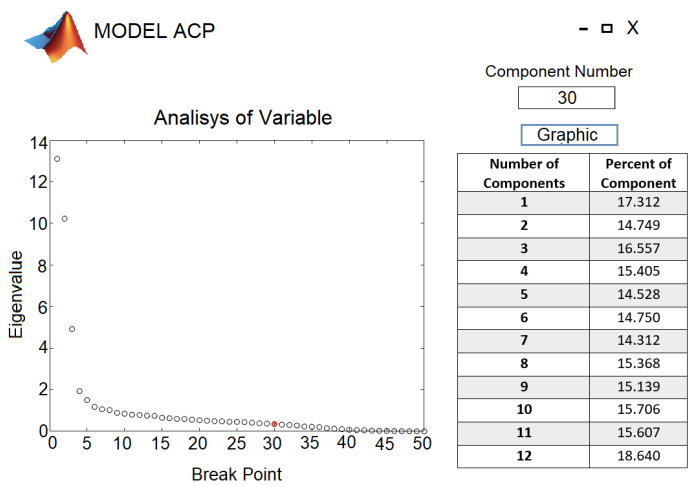 MODEL ACP
- X
Component Number
30
Graphic
Analisys of Variable
14
12
10
8
6
4
2
0
Eigenvalue
0 5 10 15 20 25 30 35 40 45 50
Break Point
Number of Components Percent of Component
1 17.312
2 14.749
3 16.557
4 15.405
5 14.528
6 14.750
7 14.312
8 15.368
9 15.139
10 15.706
11 15.607
12 18.640